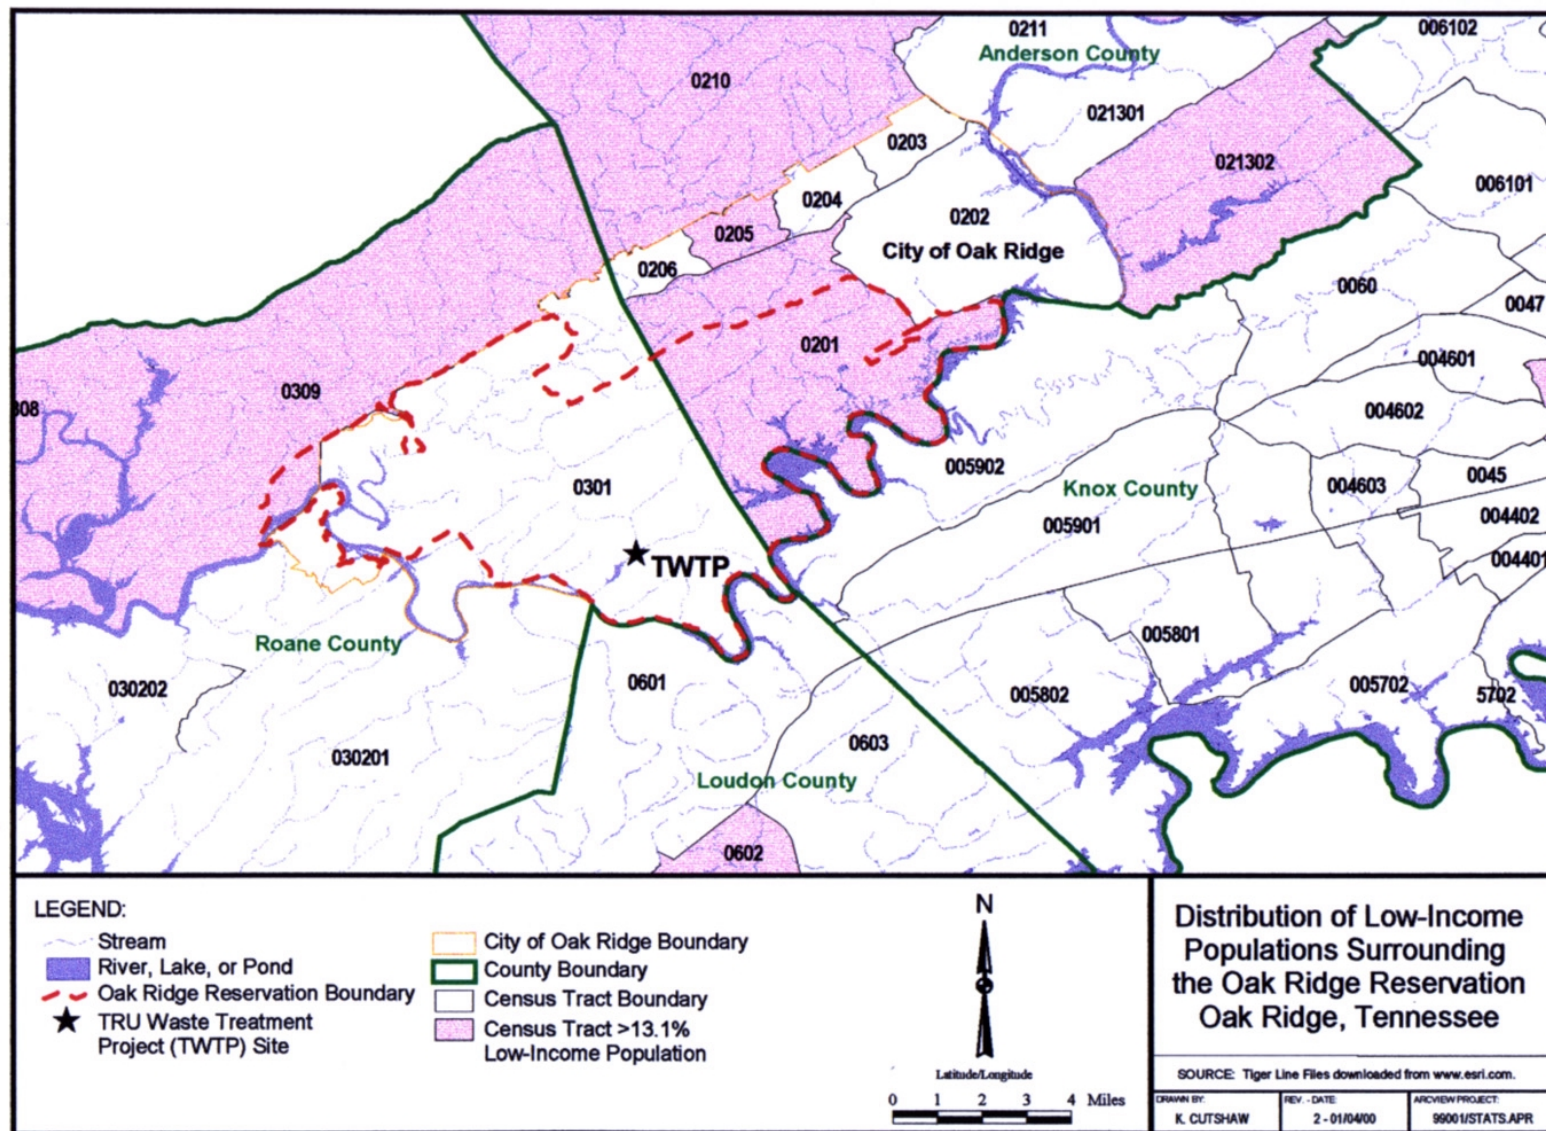 0211
Anderson County
006102
0210
021301
0203
021302
006101
0204
0202
0205
City of Oak Ridge
0206
0060
0047
0201
004601
0309
308
004602
005902
0045
0301
Knox County
004603
005901
004402
004401
TWTP
Roane County
005801
0601
030202
005802
005702
5702
0603
030201
Loudon County
0602
LEGEND:
Stream
River, Lake, or Pond
Oak Ridge Reservation Boundary
TRU Waste Treatment
Project (TWTP) Site
City of Oak Ridge Boundary
County Boundary
Census Tract Boundary
Census Tract >13.1%
Low-Income Population
N
Latitude/Longitude
0 1 2 3 4 Miles
Distribution of Low-Income
Populations Surrounding
the Oak Ridge Reservation
Oak Ridge, Tennessee
SOURCE: Tiger Line Files downloaded from www.esri.com.
DRAWN BY:
K. CUTSHAW
REV. - DATE:
2 - 01/04/00
ARCVIEW PROJECT:
99001/STATS.APR